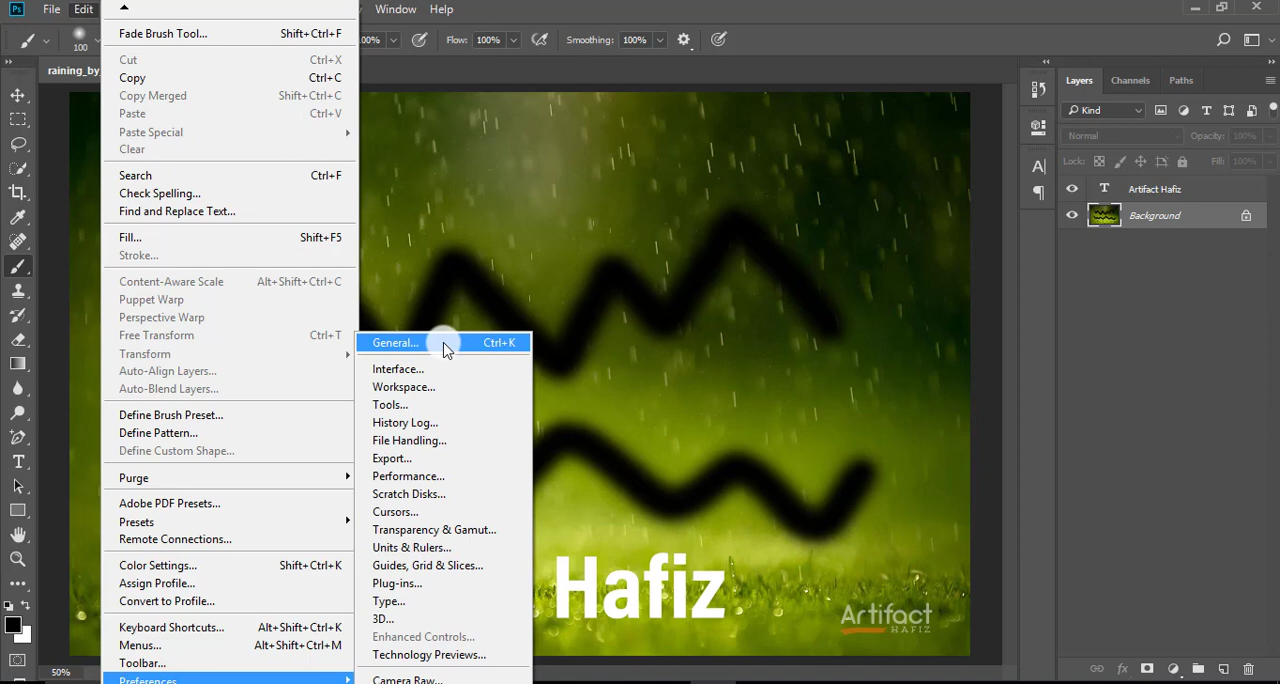 Ps File Edit Window Help
100 100% Flow: 100% Smoothing: 100%
raining_by_
Fade Brush Tool... Shift+Ctrl+F
Cut Ctrl+X
Copy Ctrl+C
Copy Merged Shift+Ctrl+C
Paste Ctrl+V
Paste Special
Clear
Search Ctrl+F
Check Spelling...
Find and Replace Text...
Fill... Shift+F5
Stroke...
Content-Aware Scale Alt+Shift+Ctrl+C
Puppet Warp
Perspective Warp
Free Transform Ctrl+T
Transform
Auto-Align Layers...
Auto-Blend Layers...
Define Brush Preset...
Define Pattern...
Define Custom Shape...
Purge
Adobe PDF Presets...
Presets
Remote Connections...
Color Settings... Shift+Ctrl+K
Assign Profile...
Convert to Profile...
Keyboard Shortcuts... Alt+Shift+Ctrl+K
Menus... Alt+Shift+Ctrl+M
Toolbar...
Preferences
General... Ctrl+K
Interface...
Workspace...
Tools...
History Log...
File Handling...
Export...
Performance...
Scratch Disks...
Cursors...
Transparency & Gamut...
Units & Rulers...
Guides, Grid & Slices...
Plug-ins...
Type...
3D...
Enhanced Controls...
Technology Previews...
Camera Raw...
Hafiz
Artifact
HAFIZ
50%
Layers Channels Paths
Kind
Normal Opacity: 100%
Lock: Fill: 100%
T Artifact Hafiz
Background